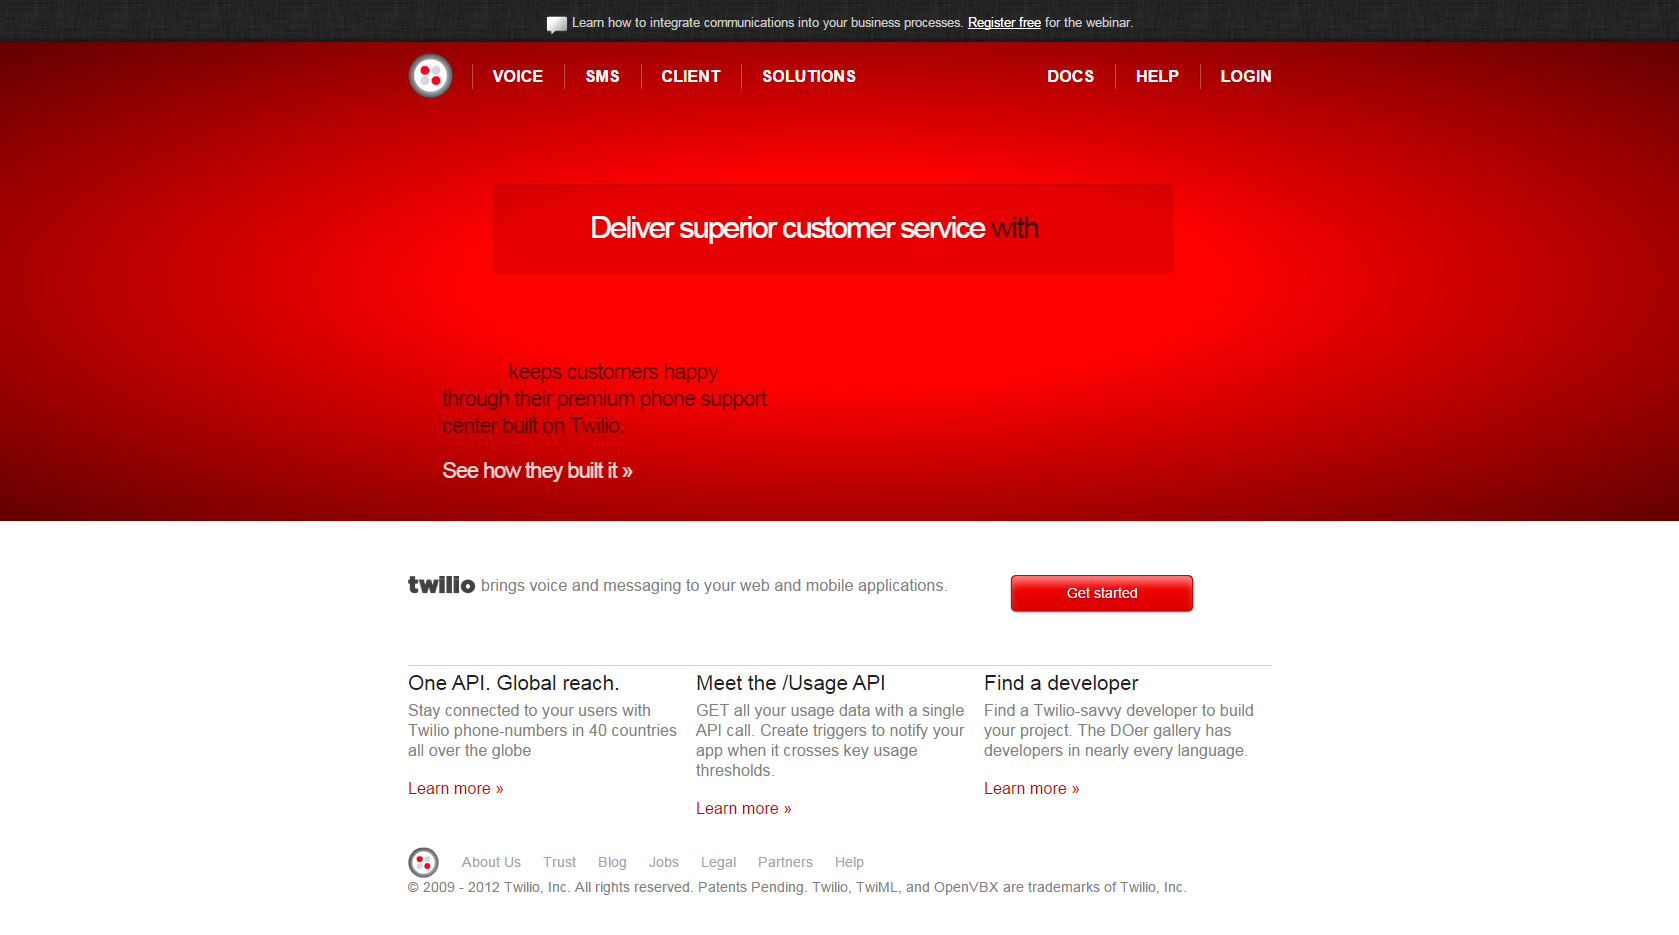 Learn how to integrate communications into your business processes. Register free for the webinar.
VOICE SMS CLIENT SOLUTIONS DOCS HELP LOGIN
Deliver superior customer service with
keeps customers happy
through their premium phone support
center built on Twilio.
See how they built it »
twilio brings voice and messaging to your web and mobile applications.
Get started
One API. Global reach.
Stay connected to your users with
Twilio phone-numbers in 40 countries
all over the globe
Learn more »
Meet the /Usage API
GET all your usage data with a single
API call. Create triggers to notify your
app when it crosses key usage
thresholds.
Learn more »
Find a developer
Find a Twilio-savvy developer to build
your project. The DOer gallery has
developers in nearly every language.
Learn more »
About Us Trust Blog Jobs Legal Partners Help
© 2009 - 2012 Twilio, Inc. All rights reserved. Patents Pending. Twilio, TwiML, and OpenVBX are trademarks of Twilio, Inc.